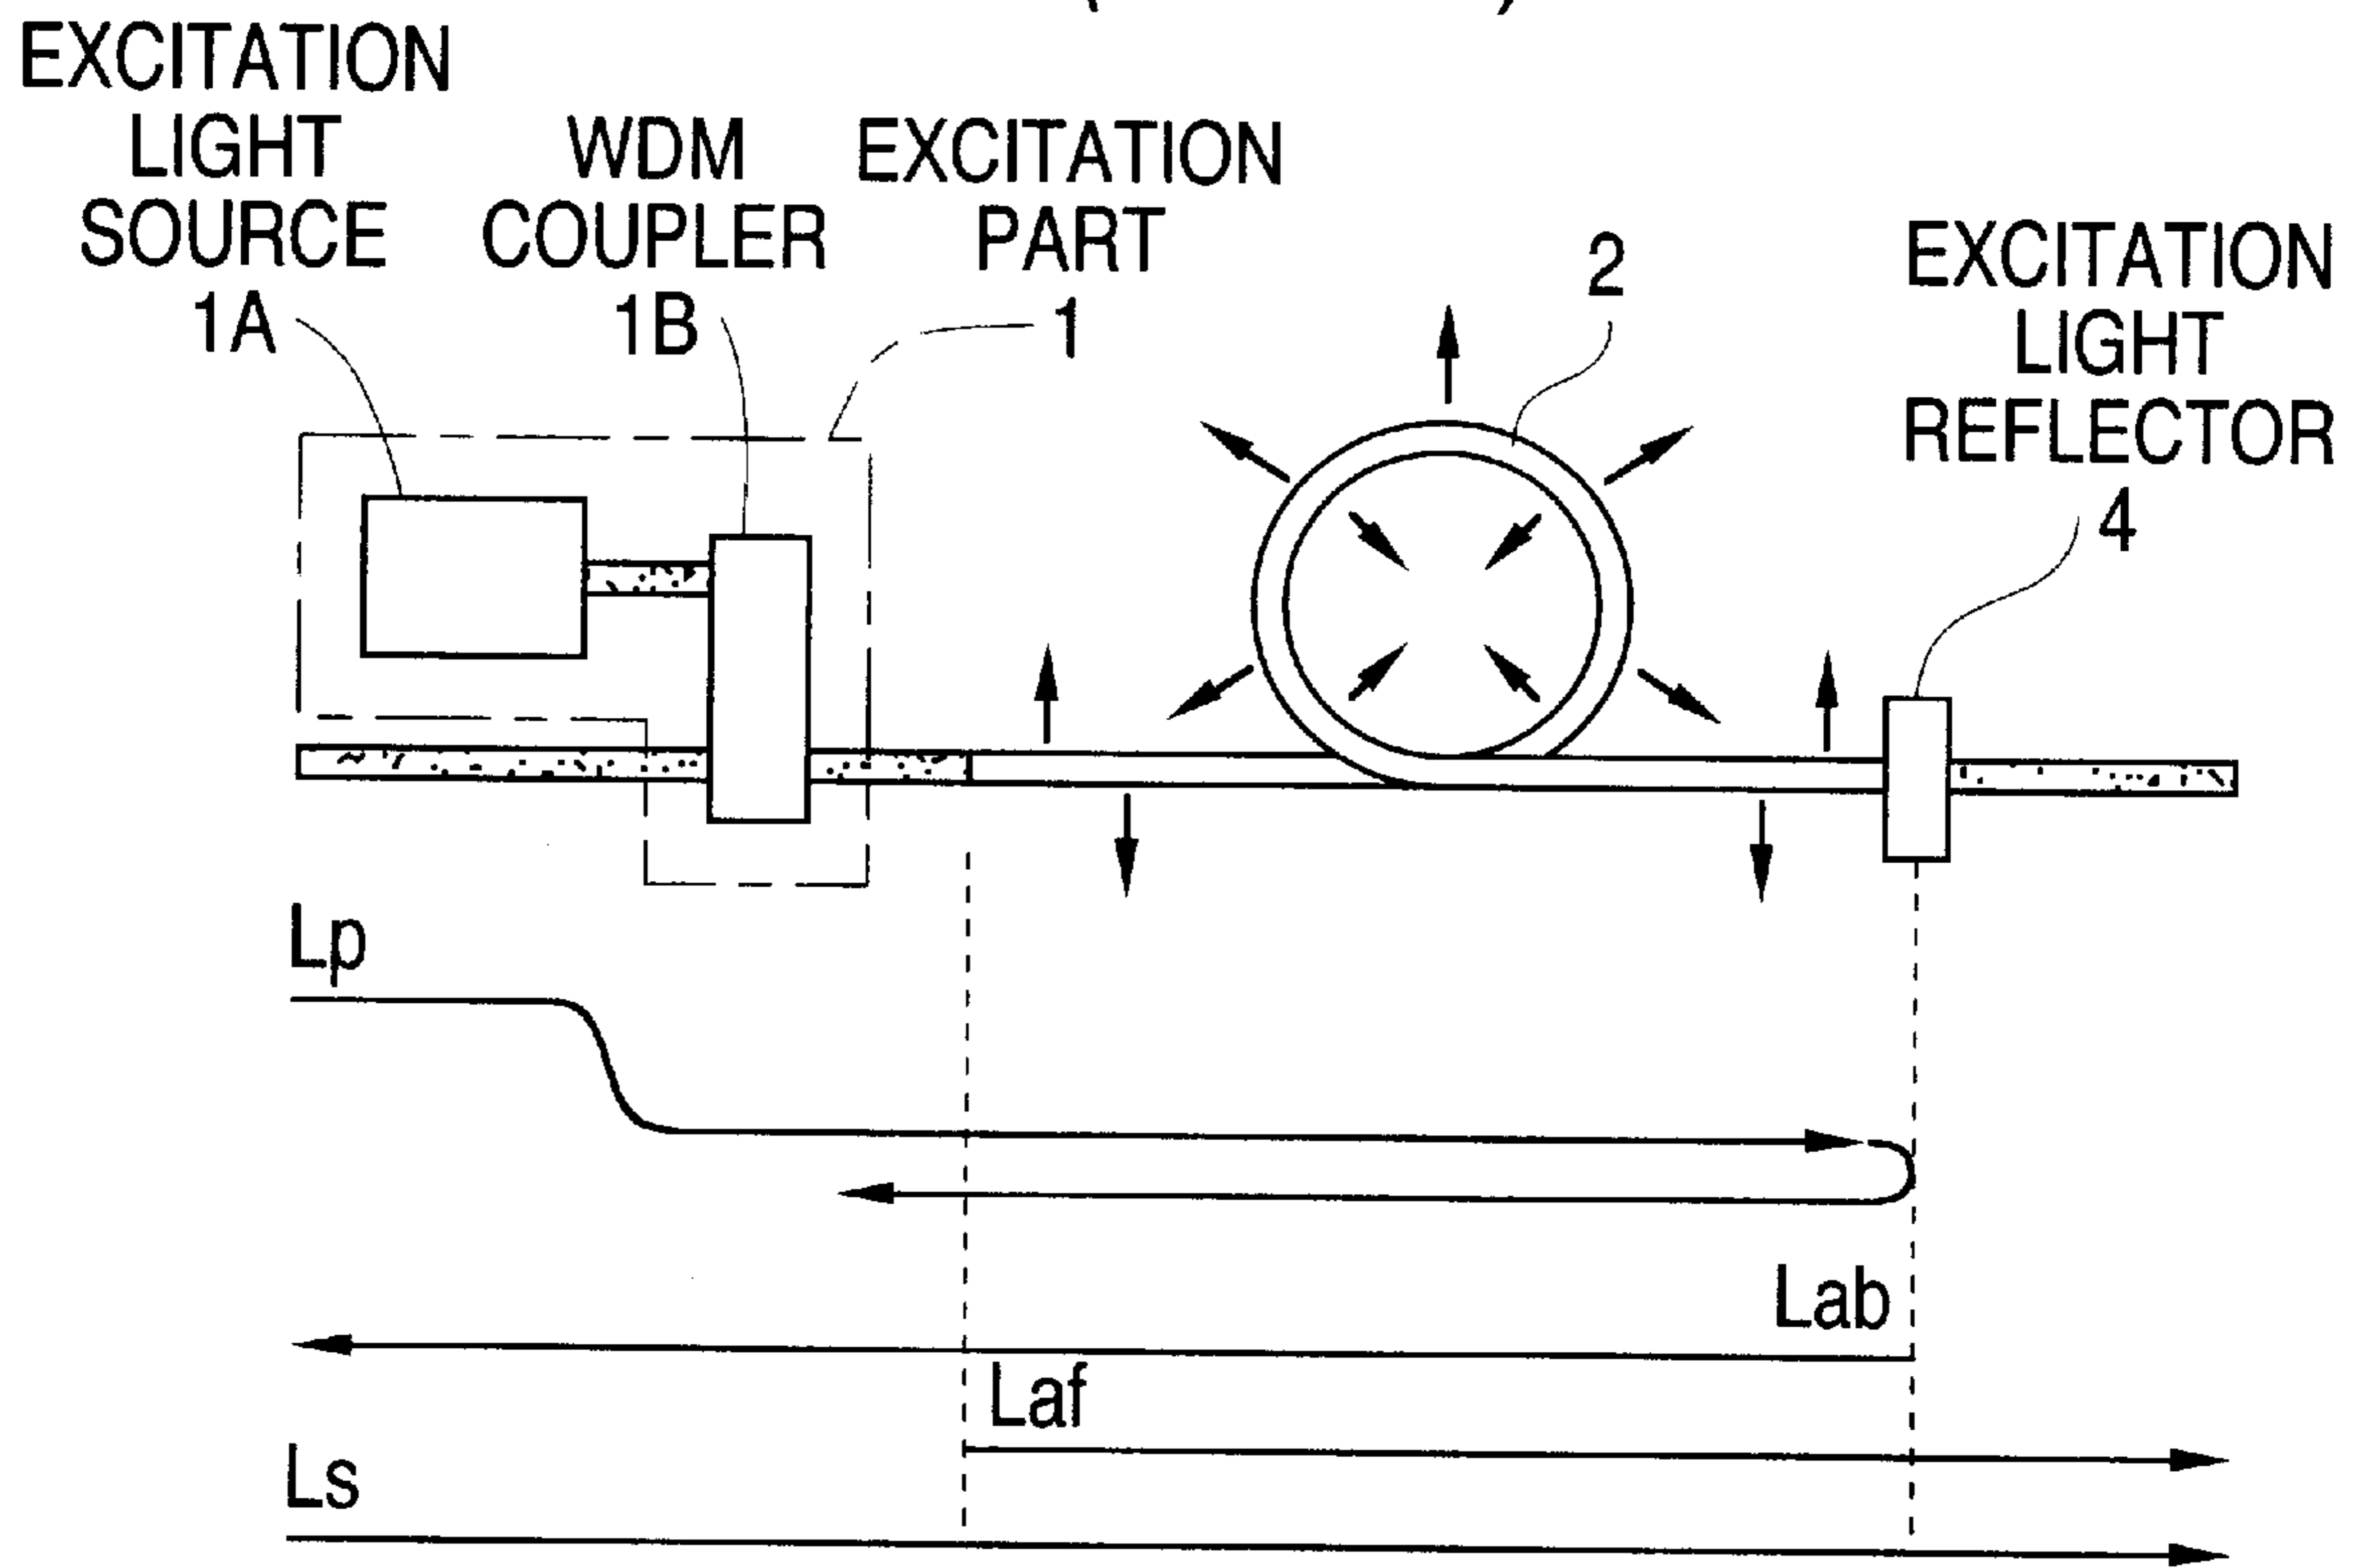 EXCITATION
LIGHT
SOURCE
1A
WDM
COUPLER
1B
EXCITATION
PART
1
2
EXCITATION
LIGHT
REFLECTOR
4
Lp
Lab
Laf
Ls